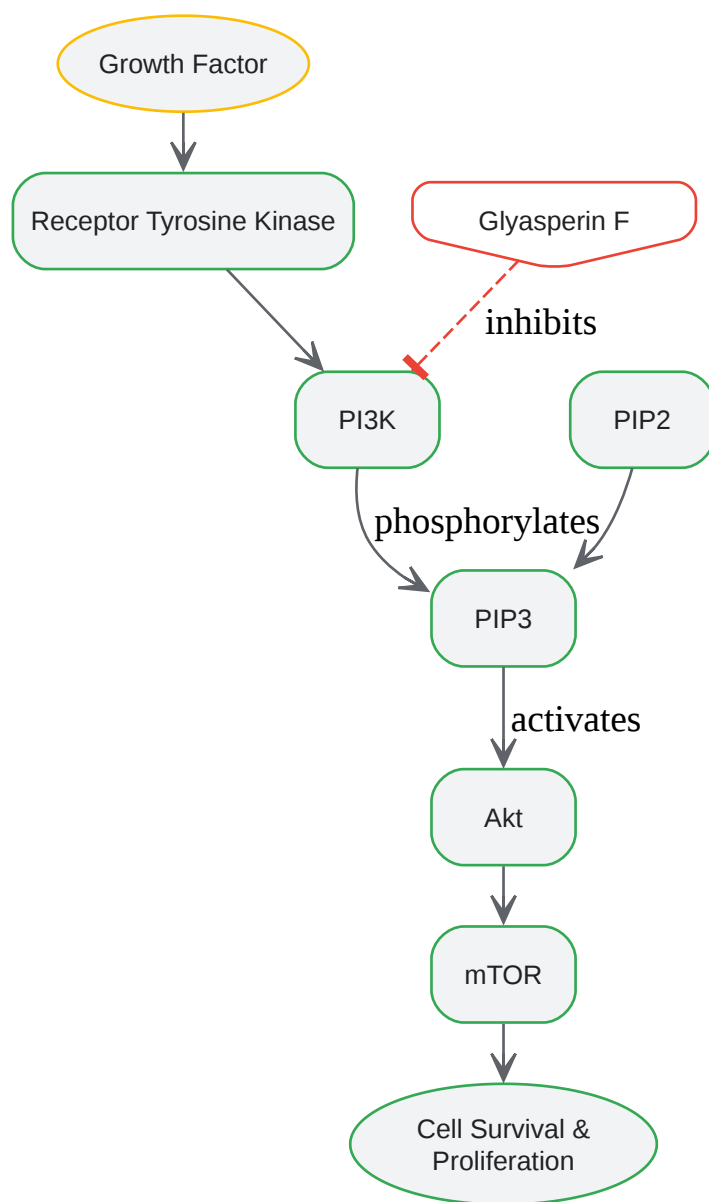 Growth Factor
Receptor Tyrosine Kinase
Glyasperin F
inhibits
PI3K
PIP2
phosphorylates
PIP3
activates
Akt
mTOR
Cell Survival &
Proliferation